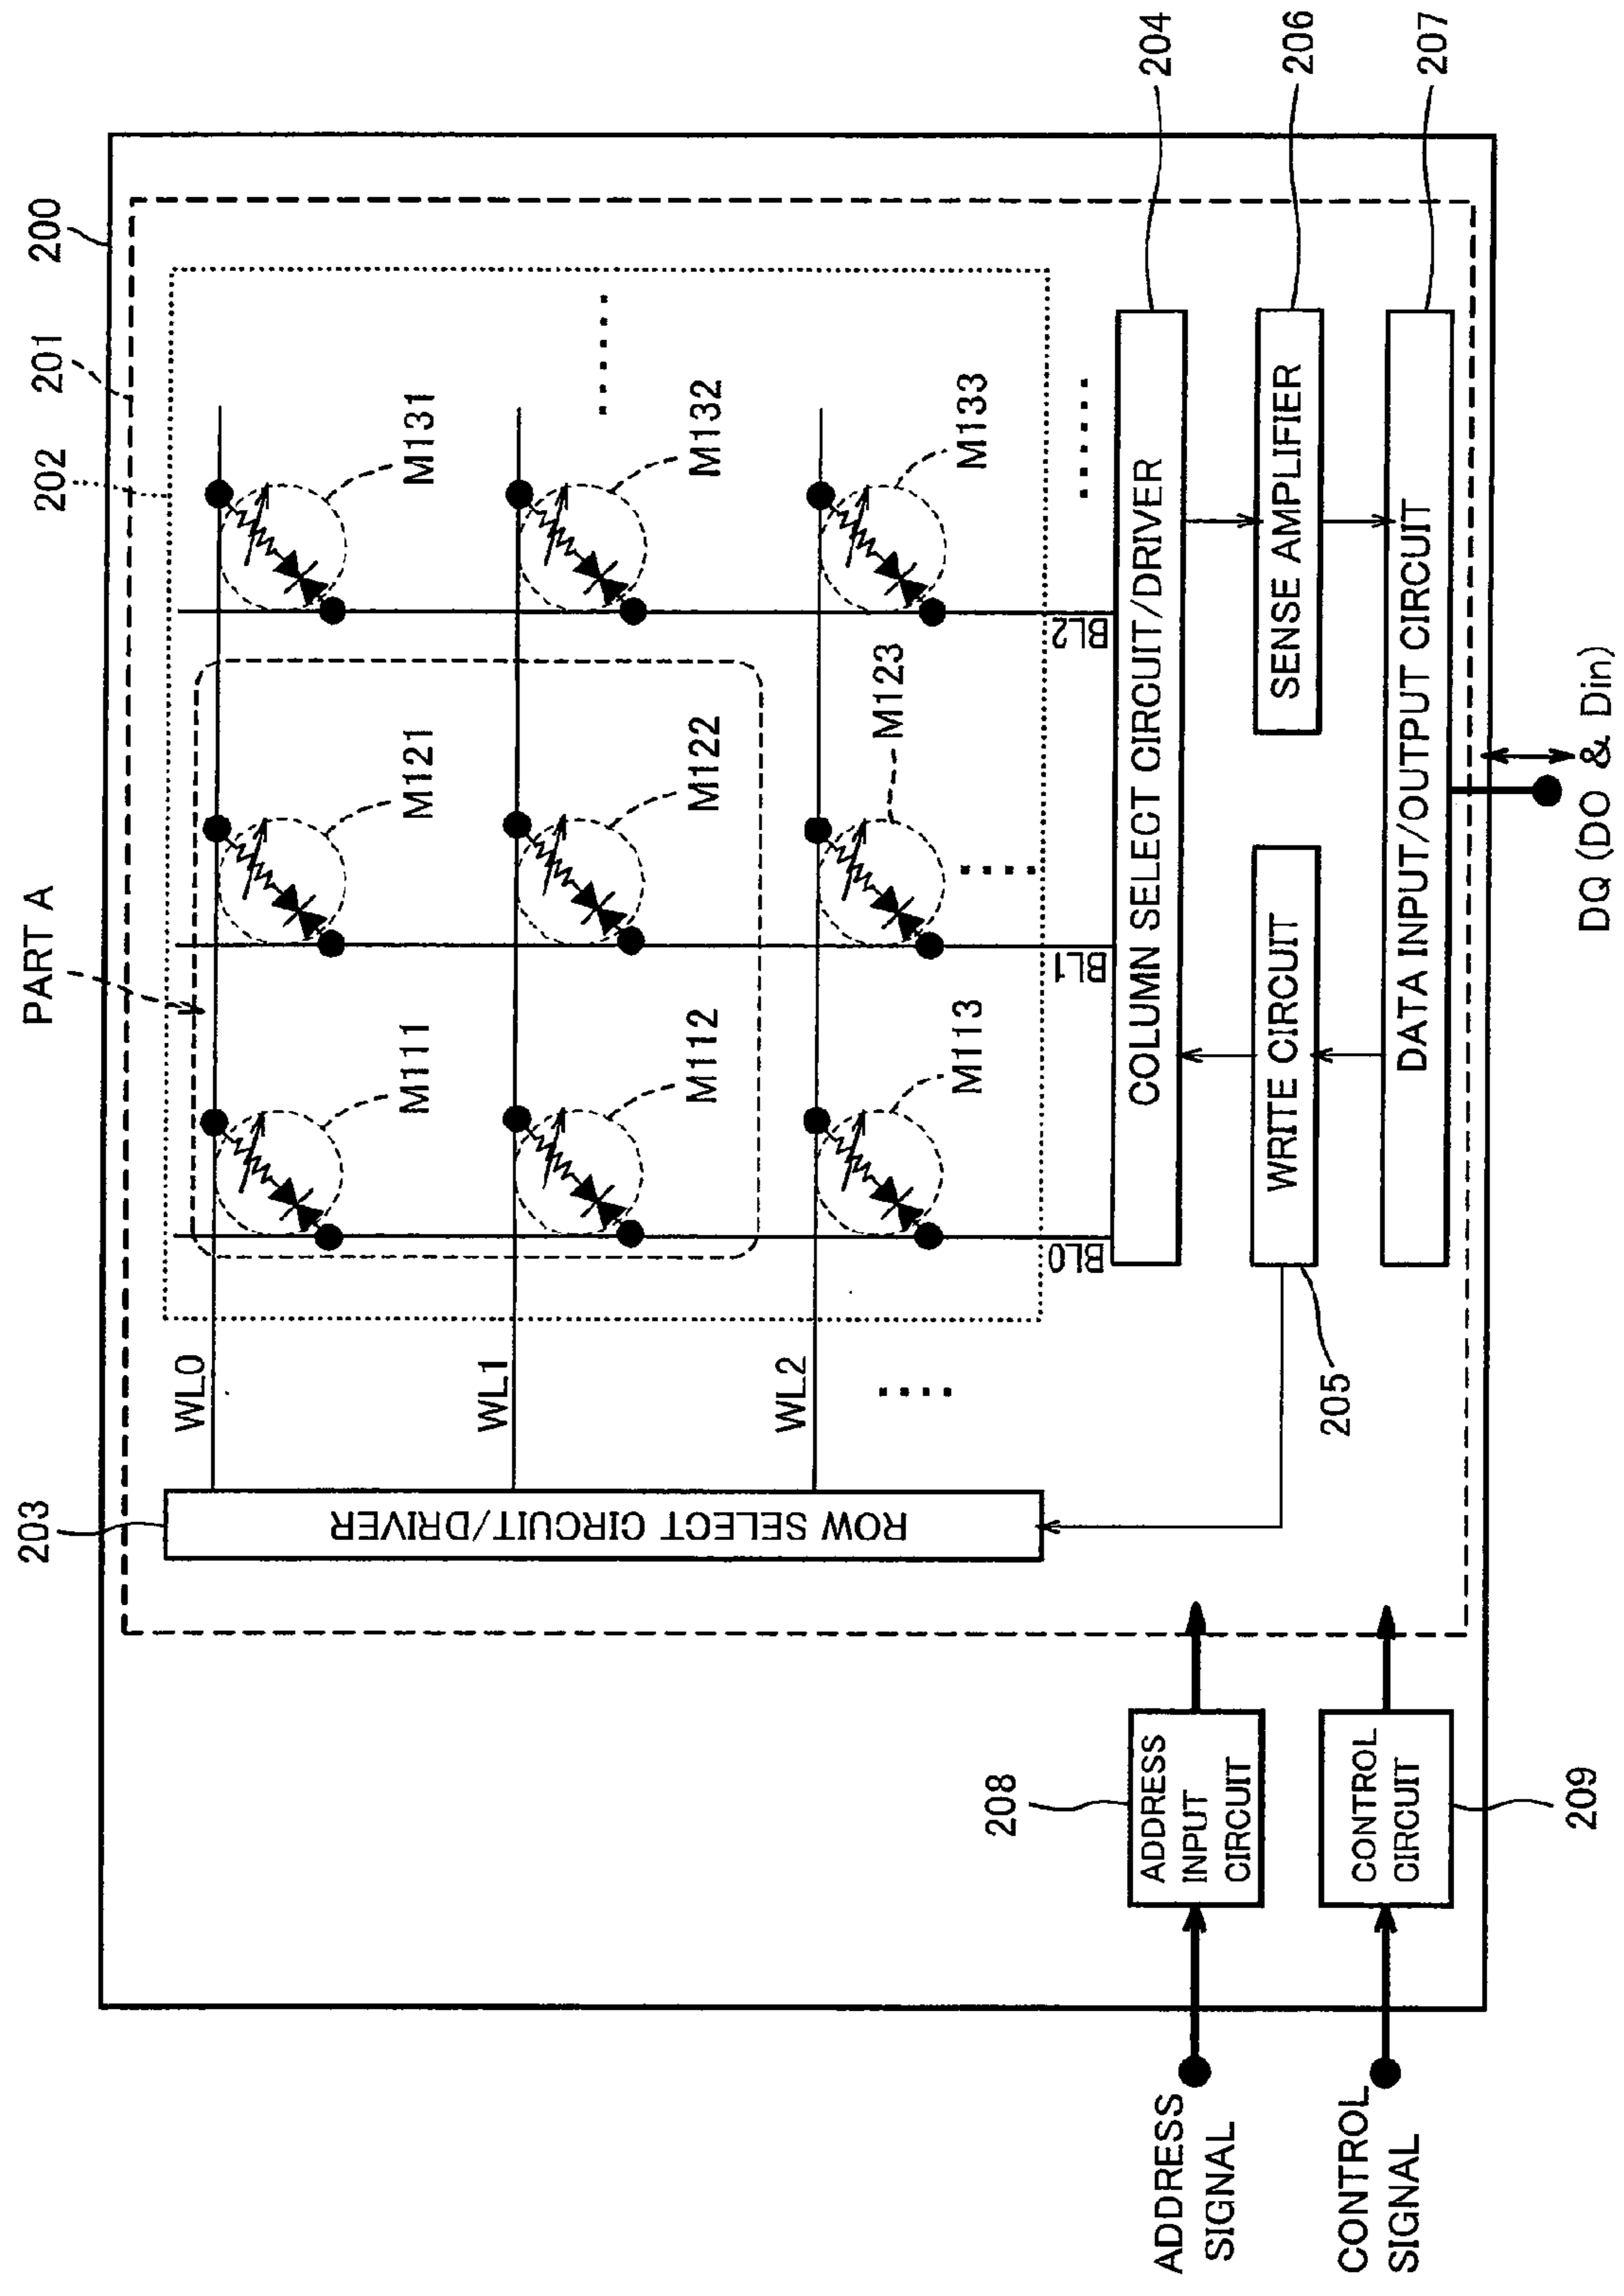 200
201
202
PART A
203
WL0
WL1
WL2
M111
M121
M131
M112
M122
M132
M113
M123
M133
BL0
BL1
BL2
ROW SELECT CIRCUIT/DRIVER
COLUMN SELECT CIRCUIT/DRIVER
204
WRITE CIRCUIT
205
SENSE AMPLIFIER
206
DATA INPUT/OUTPUT CIRCUIT
207
208
ADDRESS
INPUT
CIRCUIT
CONTROL
CIRCUIT
209
ADDRESS
SIGNAL
CONTROL
SIGNAL
DQ (DO & Din)